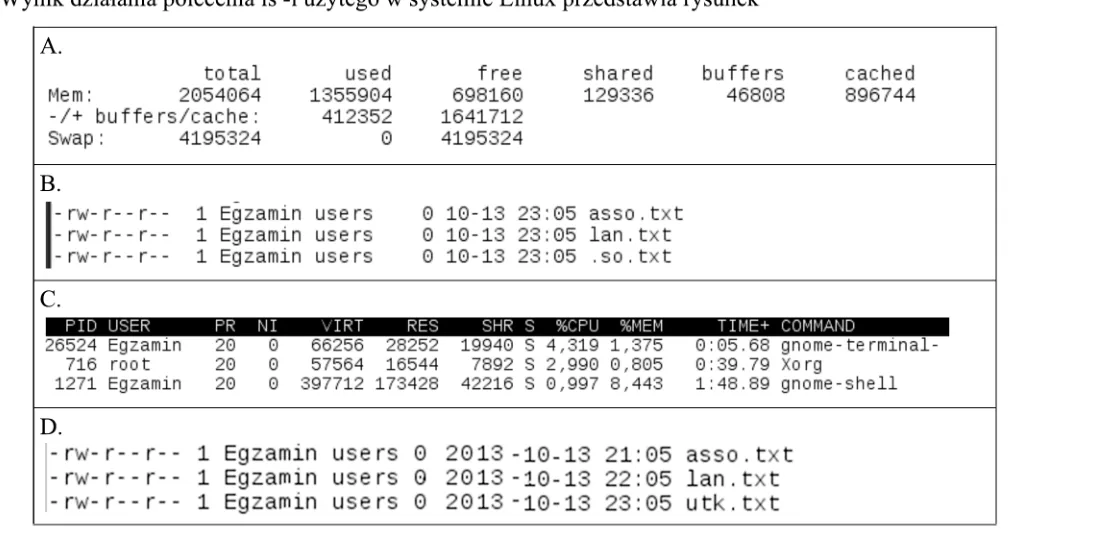 Wynik działania polecenia ls -l użytego w systemie Linux przedstawia rysunek
A.
total used free shared buffers cached
Mem: 2054064 1355904 698160 129336 46808 896744
-/+ buffers/cache: 412352 1641712
Swap: 4195324 0 4195324
B.
-rw-r--r-- 1 Egzamin users 0 10-13 23:05 asso.txt
-rw-r--r-- 1 Egzamin users 0 10-13 23:05 lan.txt
-rw-r--r-- 1 Egzamin users 0 10-13 23:05 .so.txt
C.
PID USER PR NI VIRT RES SHR S %CPU %MEM TIME+ COMMAND
26524 Egzamin 20 0 66256 28252 19940 S 4,319 1,375 0:05.68 gnome-terminal-
716 root 20 0 57564 16544 7892 S 2,990 0,805 0:39.79 Xorg
1271 Egzamin 20 0 397712 173428 42216 S 0,997 8,443 1:48.89 gnome-shell
D.
-rw-r--r-- 1 Egzamin users 0 2013-10-13 21:05 asso.txt
-rw-r--r-- 1 Egzamin users 0 2013-10-13 22:05 lan.txt
-rw-r--r-- 1 Egzamin users 0 2013-10-13 23:05 utk.txt